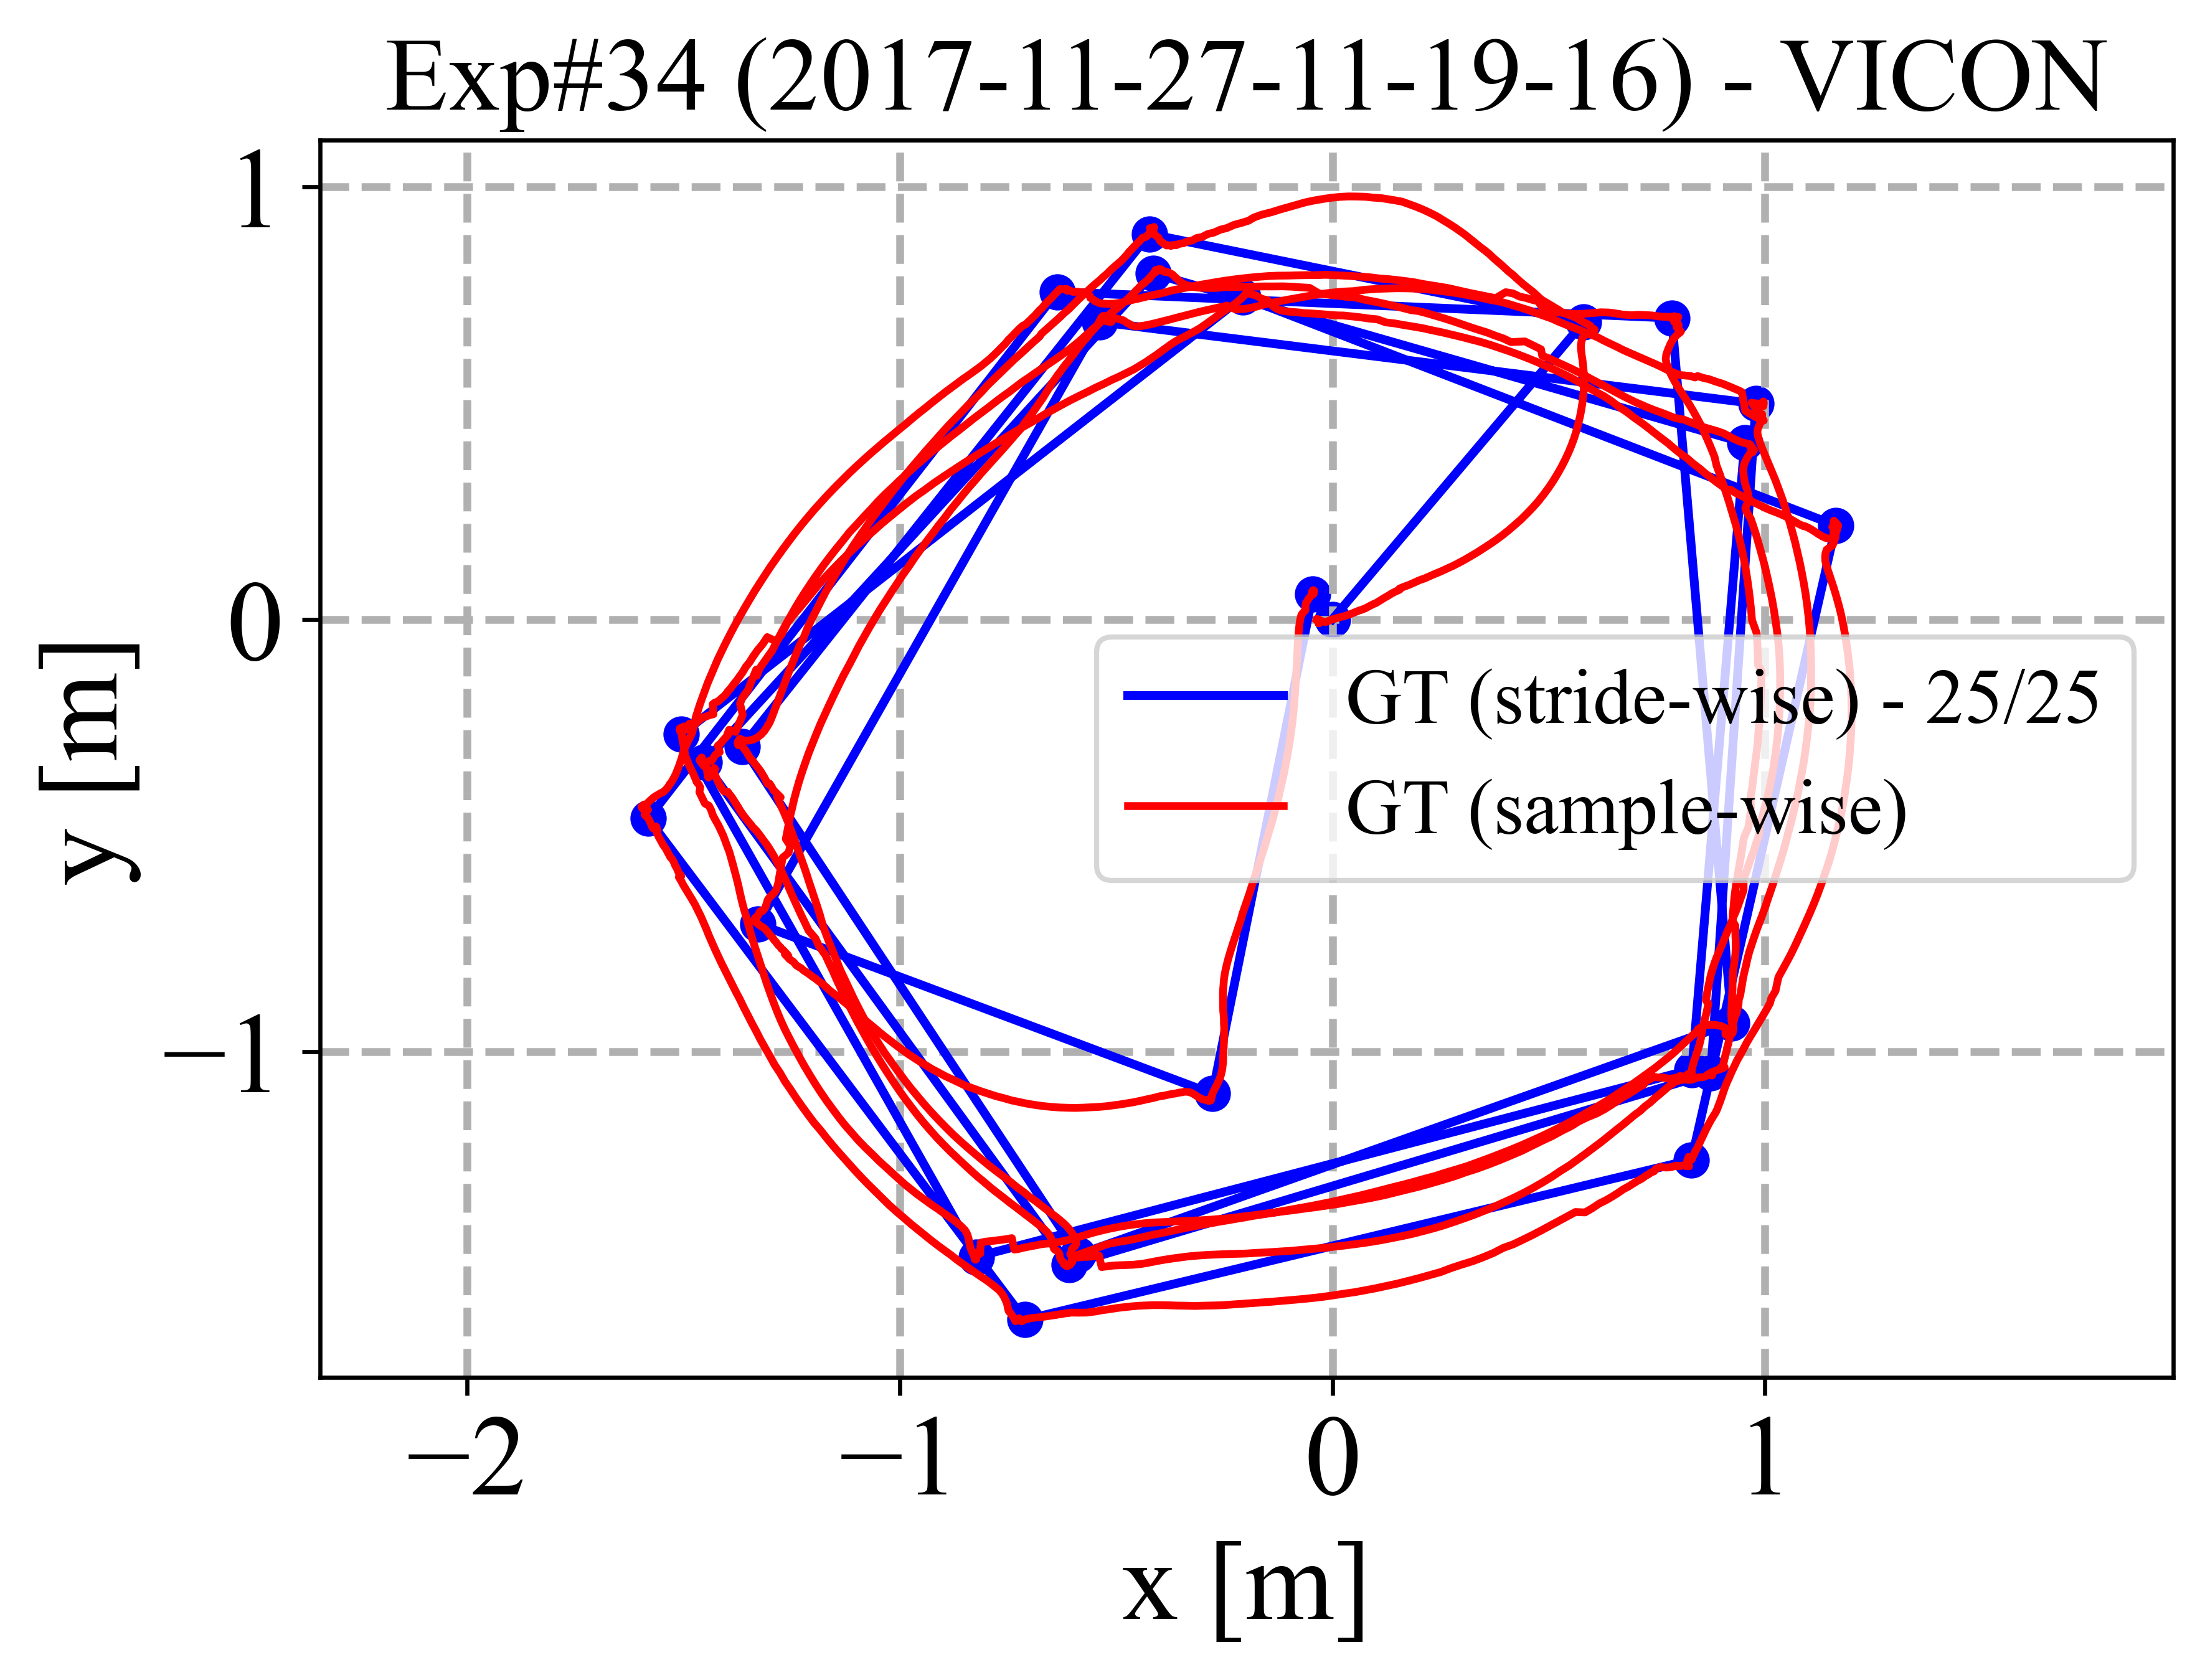 Exp#34 (2017-11-27-11-19-16) - VICON
1
0
−1
y [m]
GT (stride-wise) - 25/25
GT (sample-wise)
−2
−1
0
1
x [m]